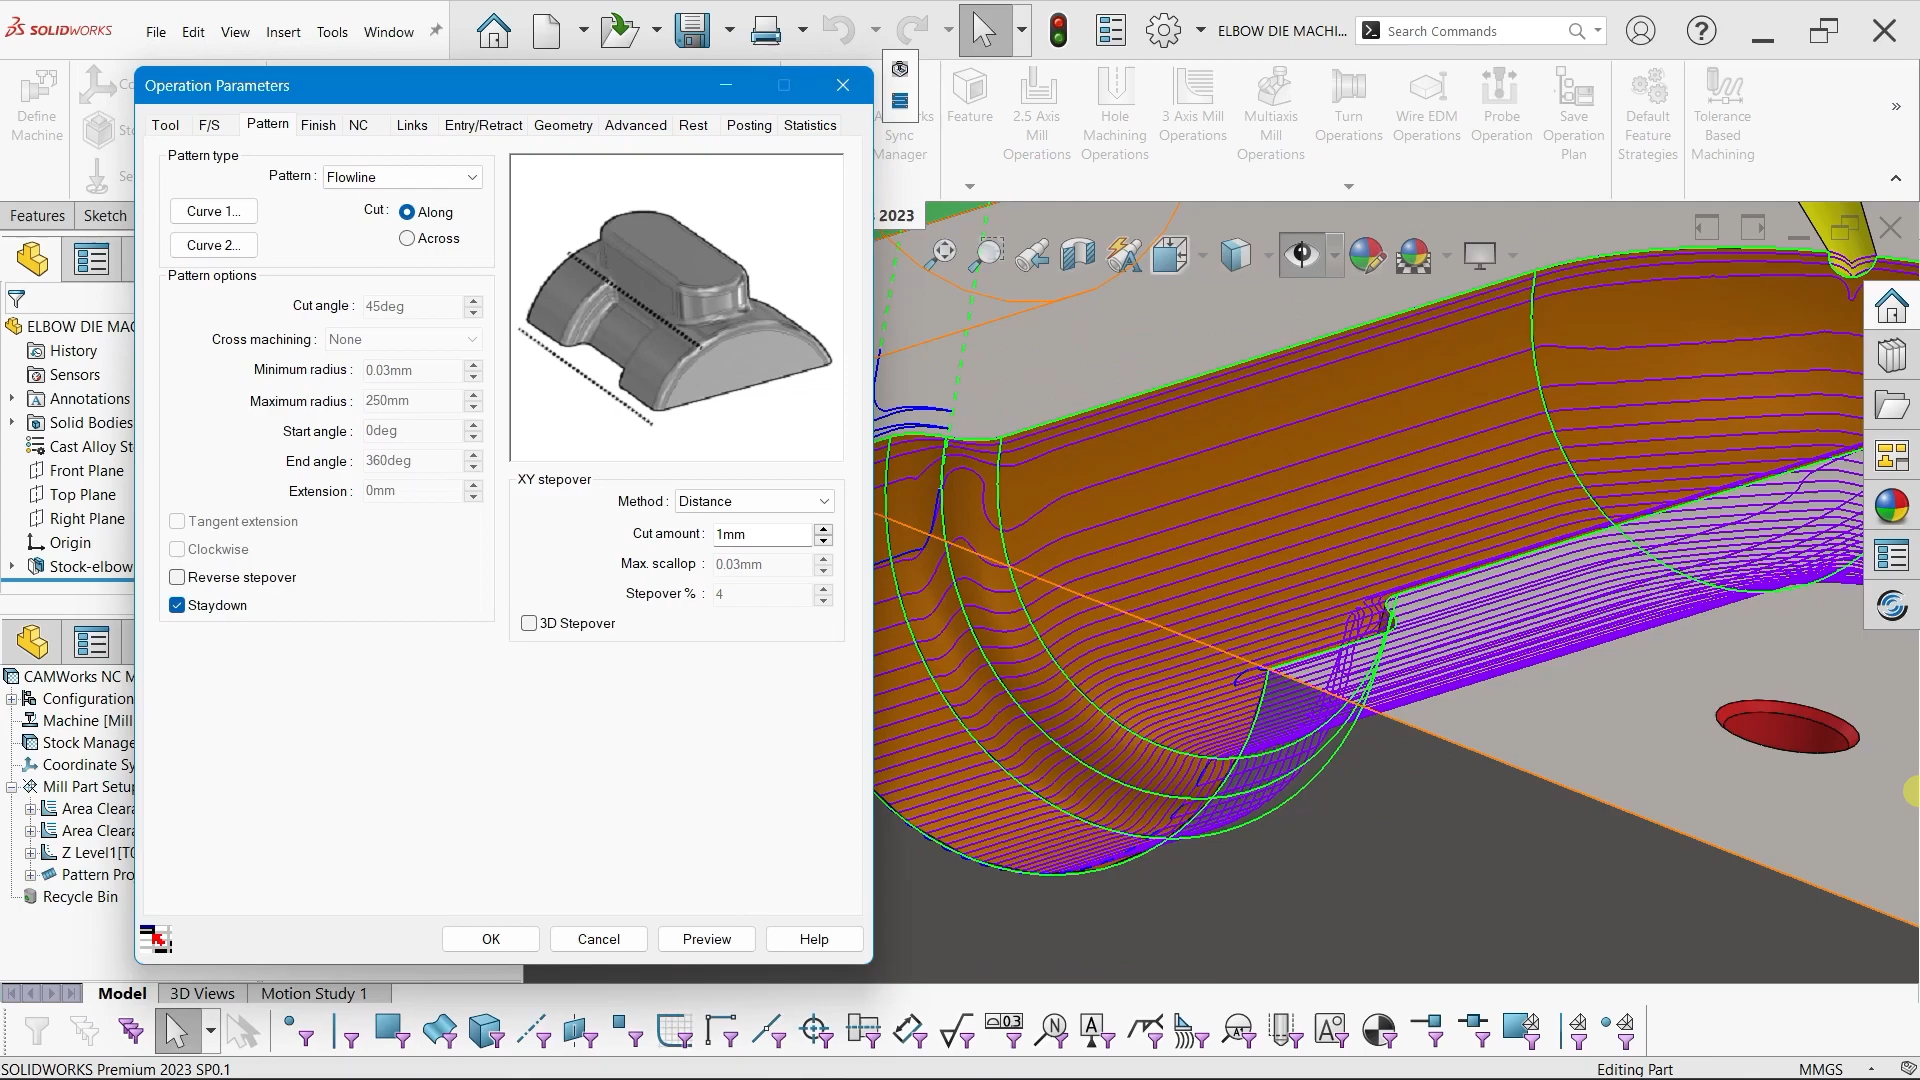 SOLIDWORKS
File Edit View Insert Tools Window
ELBOW DIE MACHI...
Search Commands
Define
Machine
Sync
Manager
Feature
2.5 Axis
Mill
Operations
Hole
Machining
Operations
3 Axis Mill
Operations
Multiaxis
Mill
Operations
Turn
Operations
Wire EDM
Operations
Probe
Operation
Save
Operation
Plan
Default
Feature
Strategies
Tolerance
Based
Machining
Features Sketch
2023
Operation Parameters
Tool F/S Pattern Finish NC Links Entry/Retract Geometry Advanced Rest Posting Statistics
Pattern type
Pattern : Flowline
Curve 1...
Cut : Along
Curve 2...
Across
Pattern options
Cut angle : 45deg
Cross machining : None
Minimum radius : 0.03mm
Maximum radius : 250mm
Start angle : 0deg
End angle : 360deg
Extension : 0mm
Tangent extension
Clockwise
Reverse stepover
Staydown
XY stepover
Method : Distance
Cut amount : 1mm
Max. scallop : 0.03mm
Stepover % : 4
3D Stepover
OK Cancel Preview Help
ELBOW DIE MAC
History
Sensors
Annotations
Solid Bodies
Cast Alloy St
Front Plane
Top Plane
Right Plane
Origin
Stock-elbow
CAMWorks NC M
Configuration
Machine [Mill
Stock Manage
Coordinate Sy
Mill Part Setup
Area Clear
Area Clear
Z Level1[T0
Pattern Pro
Recycle Bin
Model 3D Views Motion Study 1
SOLIDWORKS Premium 2023 SP0.1
Editing Part
MMGS